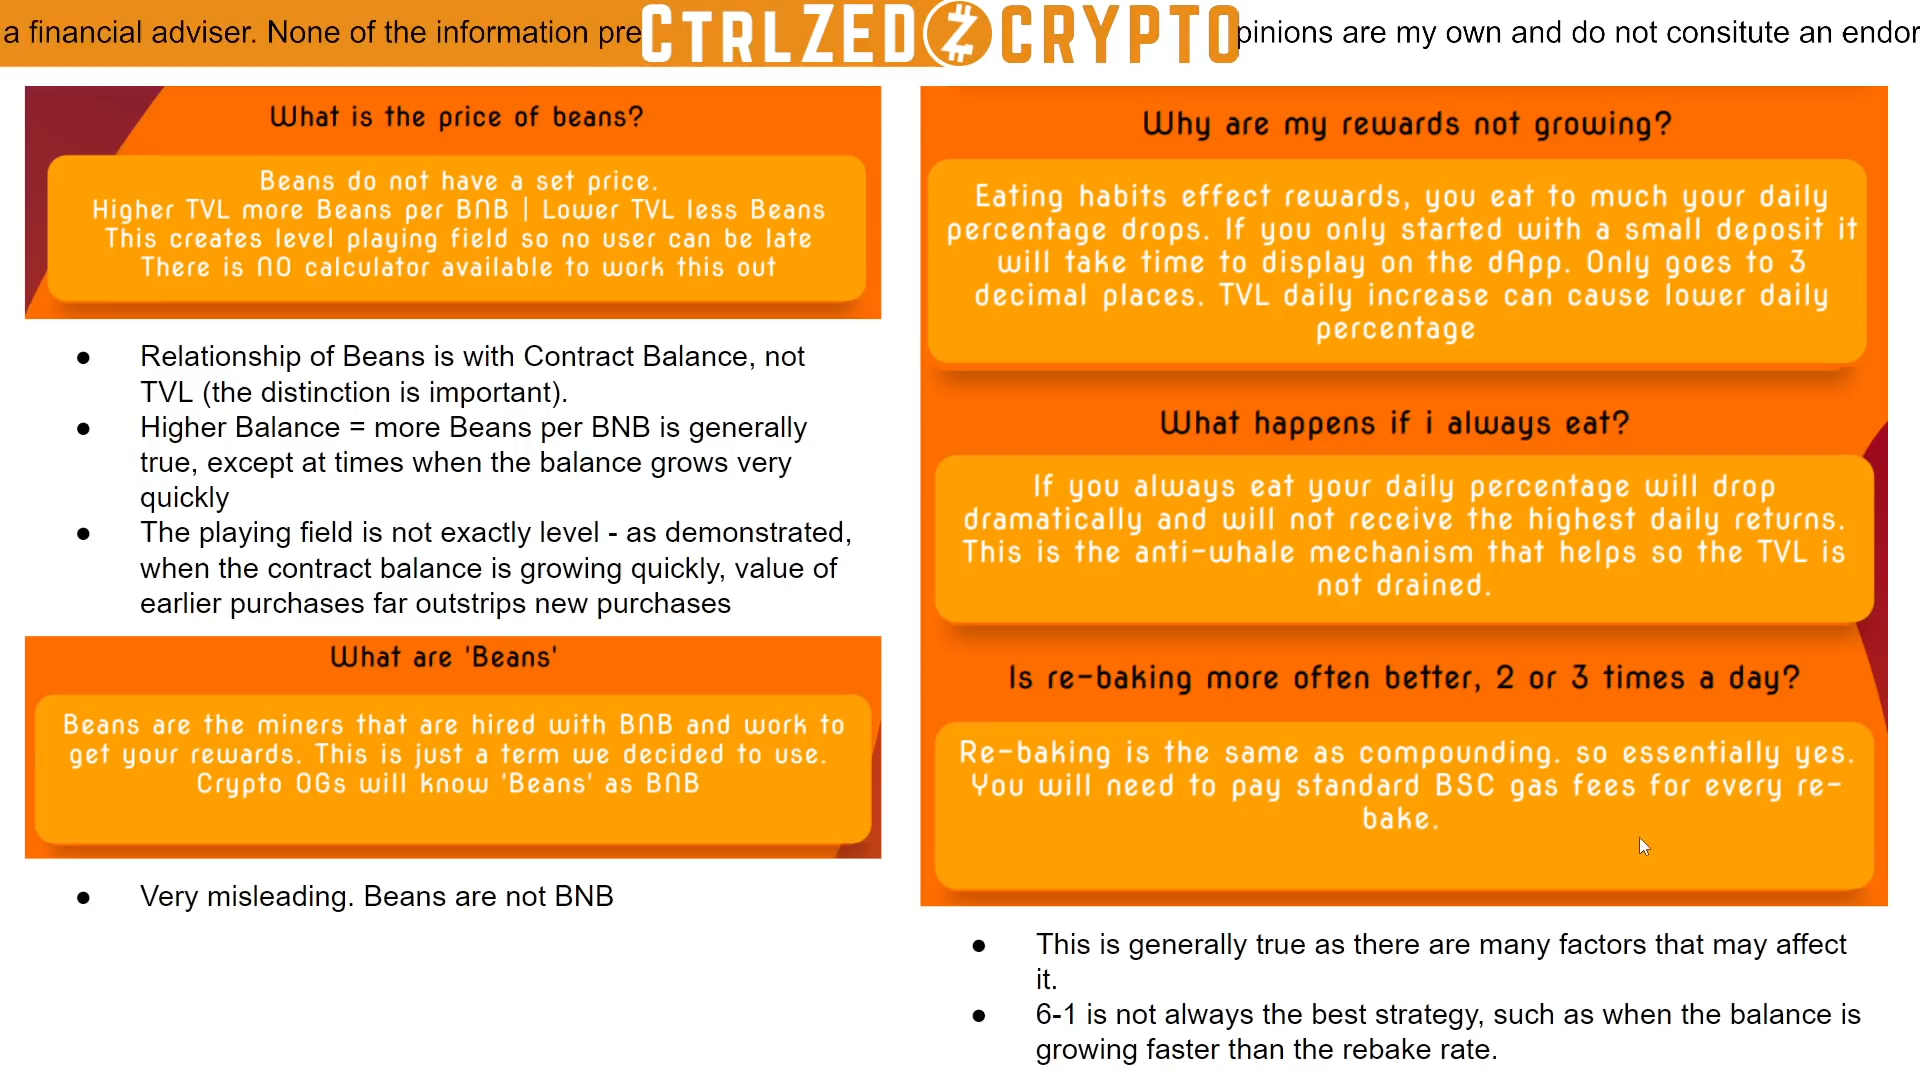 a financial adviser. None of the information pre
CTRLZED CRYPTO
pinions are my own and do not consitute an endor
What is the price of beans?
Beans do not have a set price.
Higher TVL more Beans per BNB | Lower TVL less Beans
This creates level playing field so no user can be late
There is NO calculator available to work this out
● Relationship of Beans is with Contract Balance, not
TVL (the distinction is important).
● Higher Balance = more Beans per BNB is generally
true, except at times when the balance grows very
quickly
● The playing field is not exactly level - as demonstrated,
when the contract balance is growing quickly, value of
earlier purchases far outstrips new purchases
What are 'Beans'
Beans are the miners that are hired with BNB and work to
get your rewards. This is just a term we decided to use.
Crypto OGs will know 'Beans' as BNB
● Very misleading. Beans are not BNB
Why are my rewards not growing?
Eating habits effect rewards, you eat to much your daily
percentage drops. If you only started with a small deposit it
will take time to display on the dApp. Only goes to 3
decimal places. TVL daily increase can cause lower daily
percentage
What happens if i always eat?
If you always eat your daily percentage will drop
dramatically and will not receive the highest daily returns.
This is the anti-whale mechanism that helps so the TVL is
not drained.
Is re-baking more often better, 2 or 3 times a day?
Re-baking is the same as compounding. so essentially yes.
You will need to pay standard BSC gas fees for every re-
bake.
● This is generally true as there are many factors that may affect
it.
● 6-1 is not always the best strategy, such as when the balance is
growing faster than the rebake rate.